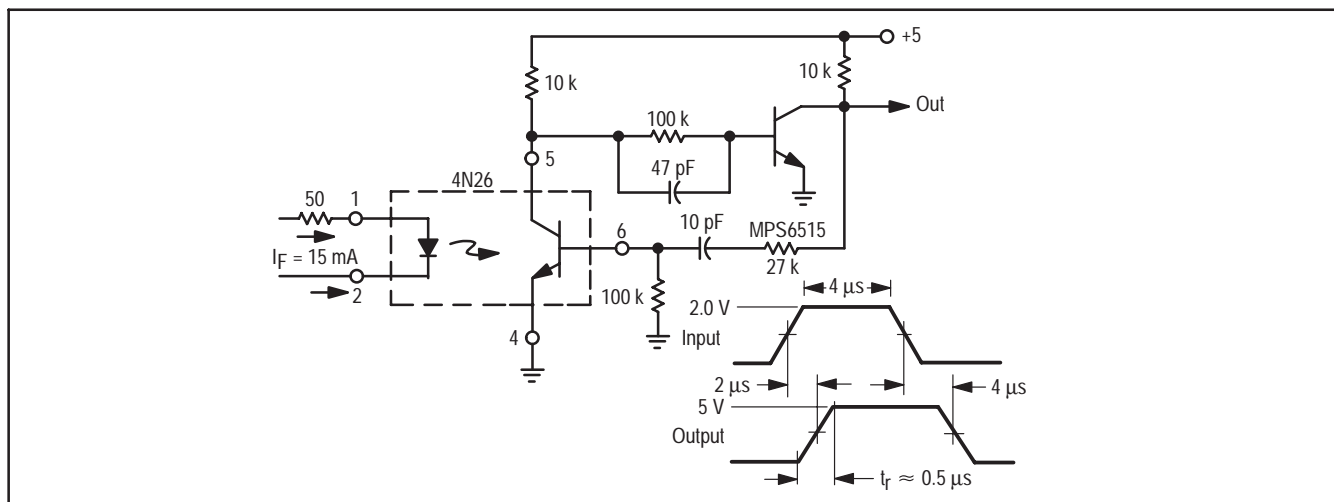 +5
10 k
10 k
Out
100 k
5
47 pF
4N26
50
1
6
10 pF
MPS6515
I_F = 15 mA
27 k
2
100 k
4 µs
2.0 V
4
Input
2 µs
4 µs
5 V
Output
t_r ≈ 0.5 µs